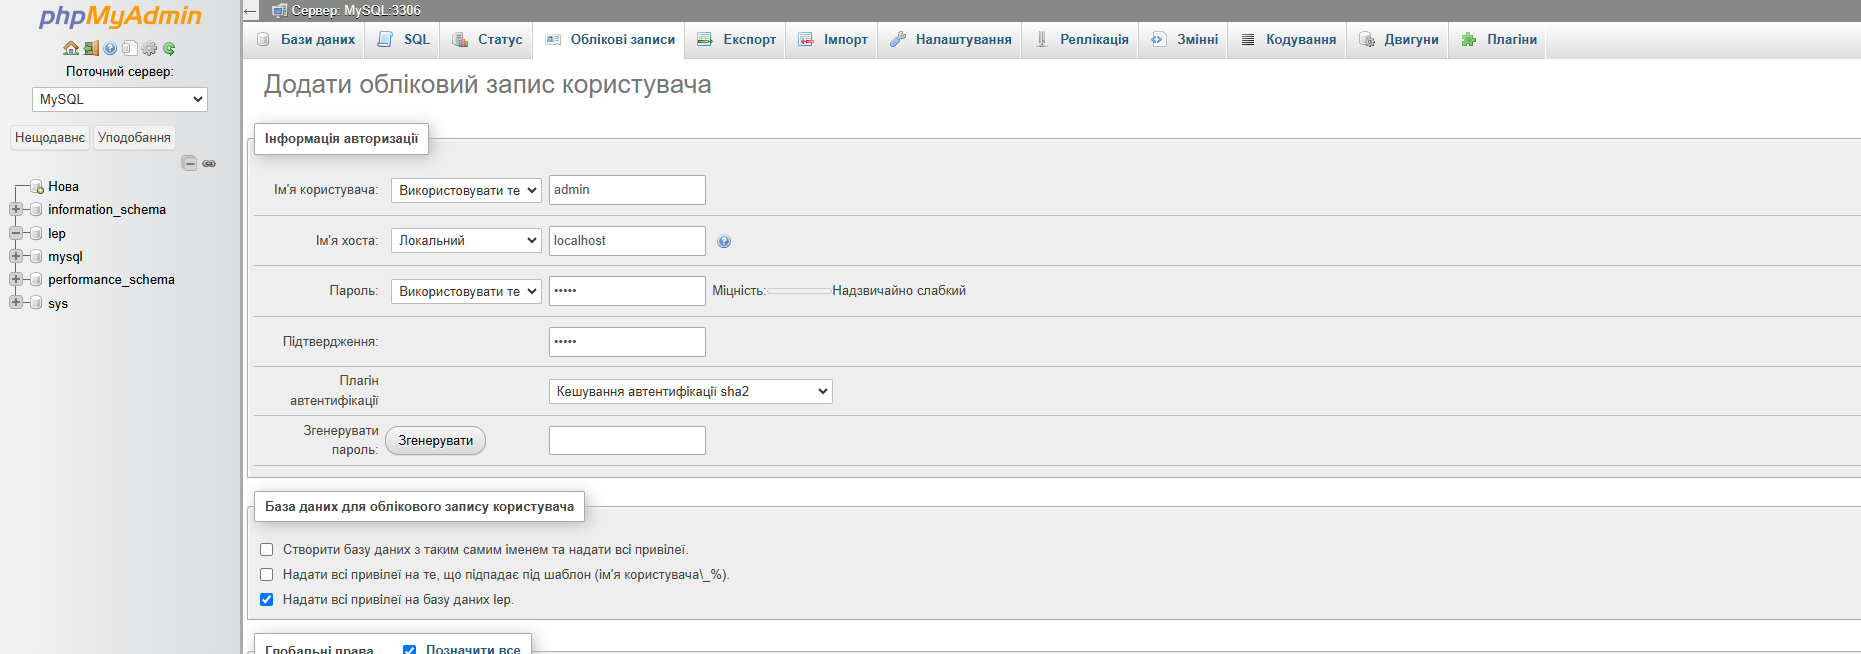 phpMyAdmin
Поточний сервер:
MySQL
Нещодавнє Уподобання
Нова
information_schema
lep
mysql
performance_schema
sys
Сервер: MySQL:3306
Бази даних SQL Статус Облікові записи Експорт Імпорт Налаштування Реплікація Змінні Кодування Двигуни Плагіни
Додати обліковий запис користувача
Інформація авторизації
Ім'я користувача: Використовувати те admin
Ім'я хоста: Локальний localhost
Пароль: Використовувати те ••••• Міцність: Надзвичайно слабкий
Підтвердження: •••••
Плагін
автентифікації
Кешування автентифікації sha2
Згенерувати
пароль:
Згенерувати
База даних для облікового запису користувача
Створити базу даних з таким самим іменем та надати всі привілеї.
Надати всі привілеї на те, що підпадає під шаблон (ім'я користувача\_%).
Надати всі привілеї на базу даних lep.
Глобальні права Позначити все